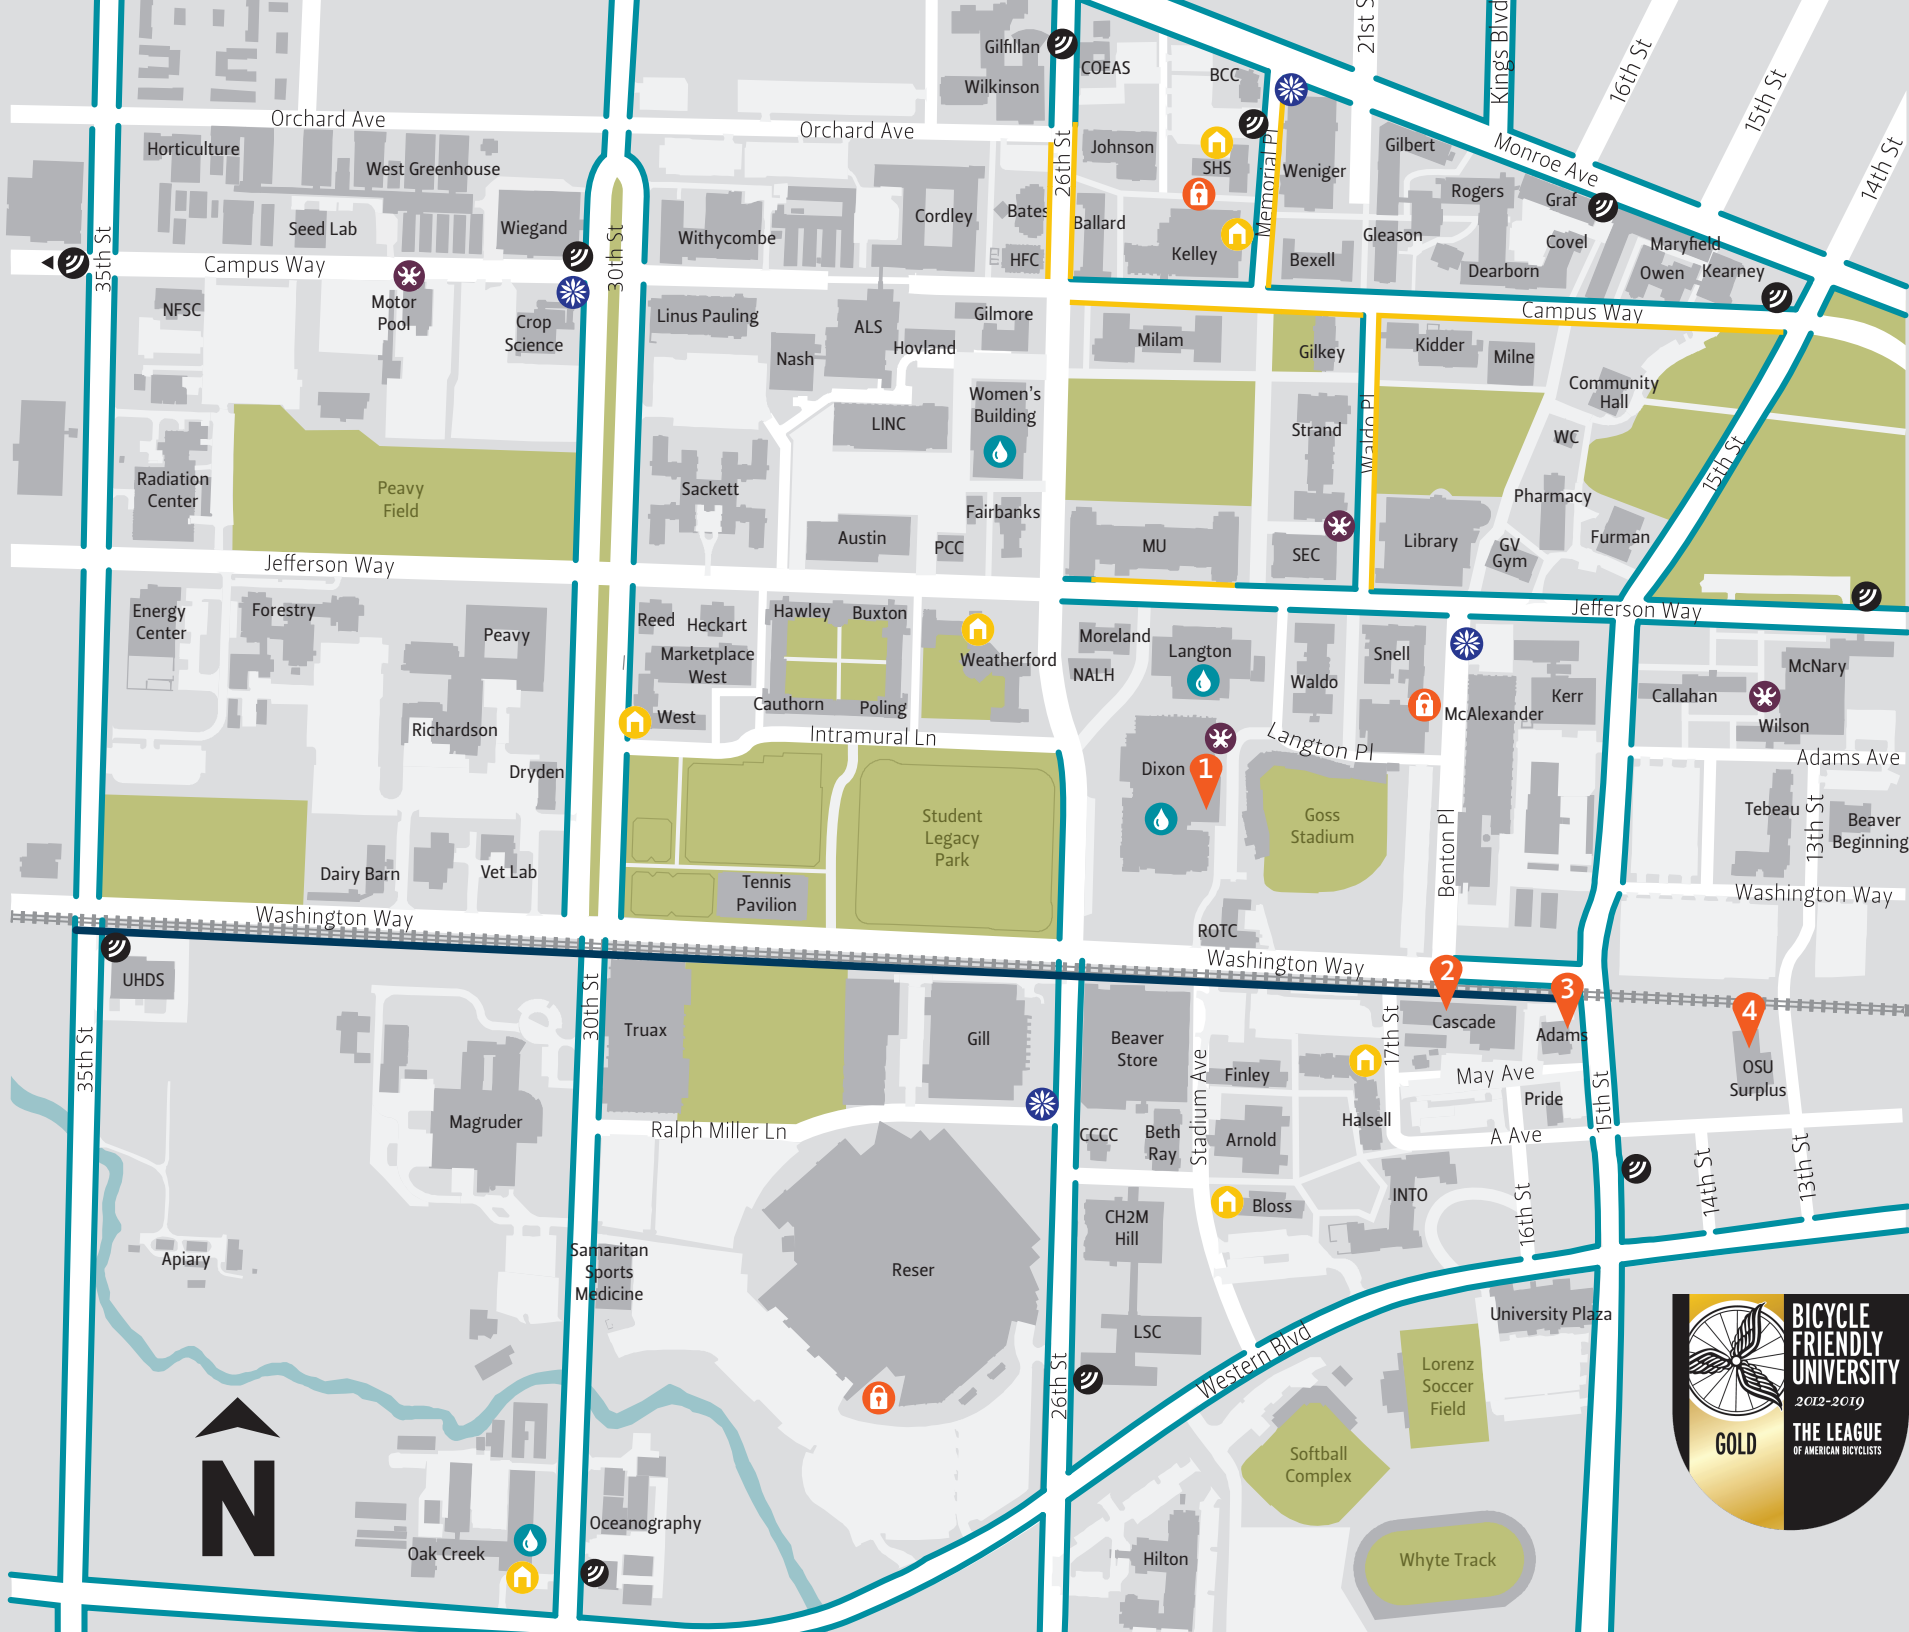 21st S
Kings Blvd
16th St
15th St
14th St
Gilfillan
COEAS
BCC
Wilkinson
Orchard Ave
Orchard Ave
26th St
Johnson
SHS
Memorial Pl
Weniger
Gilbert
Monroe Ave
Horticulture
West Greenhouse
Rogers
Graf
Seed Lab
Wiegand
30th St
Withycombe
Cordley
Bates
Ballard
Kelley
Bexell
Gleason
Covel
Maryfield
35th St
Campus Way
HFC
Dearborn
Owen
Kearney
NFSC
Motor
Pool
Crop
Science
Linus Pauling
ALS
Gilmore
Campus Way
Nash
Hovland
Milam
Gilkey
Kidder
Milne
Women's
Building
Community
Hall
LINC
Strand
Waldo Pl
WC
15th St
Radiation
Center
Peavy
Field
Sackett
Pharmacy
Fairbanks
Austin
PCC
MU
SEC
Library
GV
Gym
Furman
Jefferson Way
Jefferson Way
Energy
Center
Forestry
Peavy
Reed
Heckart
Hawley
Buxton
Marketplace
West
Weatherford
Moreland
Langton
NALH
Waldo
Snell
McNary
Callahan
Kerr
West
Cauthorn
Poling
McAlexander
Wilson
Richardson
Intramural Ln
Langton Pl
Adams Ave
Dryden
Dixon
1
Student
Legacy
Park
Goss
Stadium
Benton Pl
Tebeau
13th St
Beaver
Beginning
Dairy Barn
Vet Lab
Tennis
Pavilion
Washington Way
Washington Way
ROTC
Washington Way
UHDS
2
3
4
30th St
Truax
Gill
Beaver
Store
17th St
Cascade
Adams
35th St
Stadium Ave
Finley
May Ave
OSU
Surplus
Pride
15th St
Magruder
Ralph Miller Ln
CCCC
Beth
Ray
Arnold
Halsell
A Ave
14th St
13th St
INTO
16th St
Bloss
CH2M
Hill
Apiary
Samaritan
Sports
Medicine
Reser
University Plaza
LSC
Western Blvd
26th St
Lorenz
Soccer
Field
Softball
Complex
BICYCLE
FRIENDLY
UNIVERSITY
2012-2019
THE LEAGUE
OF AMERICAN BICYCLISTS
GOLD
N
Oceanography
Oak Creek
Hilton
Whyte Track